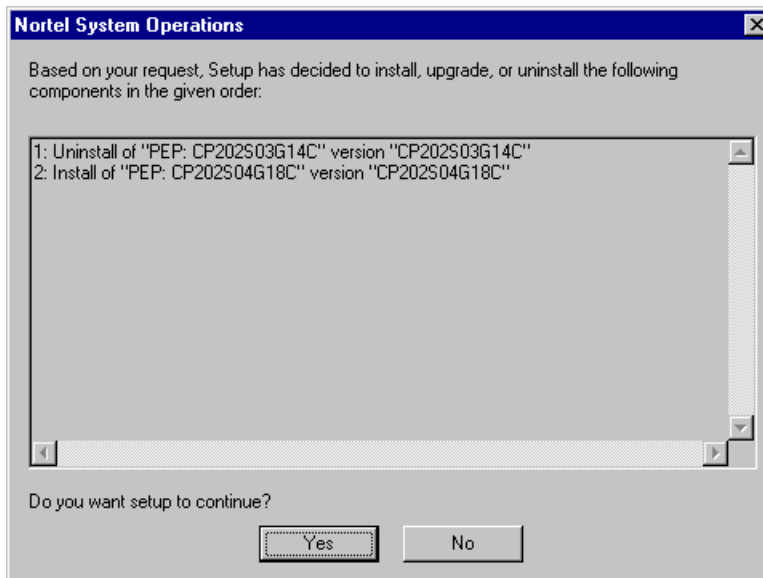 Nortel System Operations
Based on your request, Setup has decided to install, upgrade, or uninstall the following
components in the given order:
1: Uninstall of "PEP: CP202S03G14C" version "CP202S03G14C"
2: Install of "PEP: CP202S04G18C" version "CP202S04G18C"
Do you want setup to continue?
Yes
No